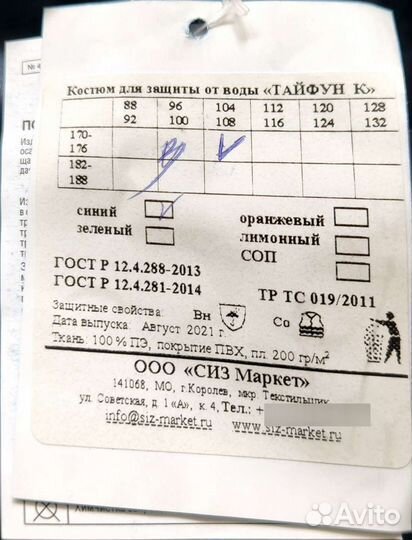 № 4
Костюм для защиты от воды «ТАЙФУН К»
88 96 104 112 120 128
92 100 108 116 124 132
170-
176
182-
188
синий
оранжевый
зеленый
лимонный
СОП
ГОСТ Р 12.4.288-2013
ГОСТ Р 12.4.281-2014
ТР ТС 019/2011
Защитные свойства: Вн Со
Дата выпуска: Август 2021 г
Ткань: 100 % ПЭ, покрытие ПВХ, пл. 200 гр/м²
ООО «СИЗ Маркет»
141068, МО, г.Королев, мкр. Текстильщик
ул. Советская, д. 1 «А», к. 4, Тел.: +
info@siz-market.ru www.siz-market.ru
Avito